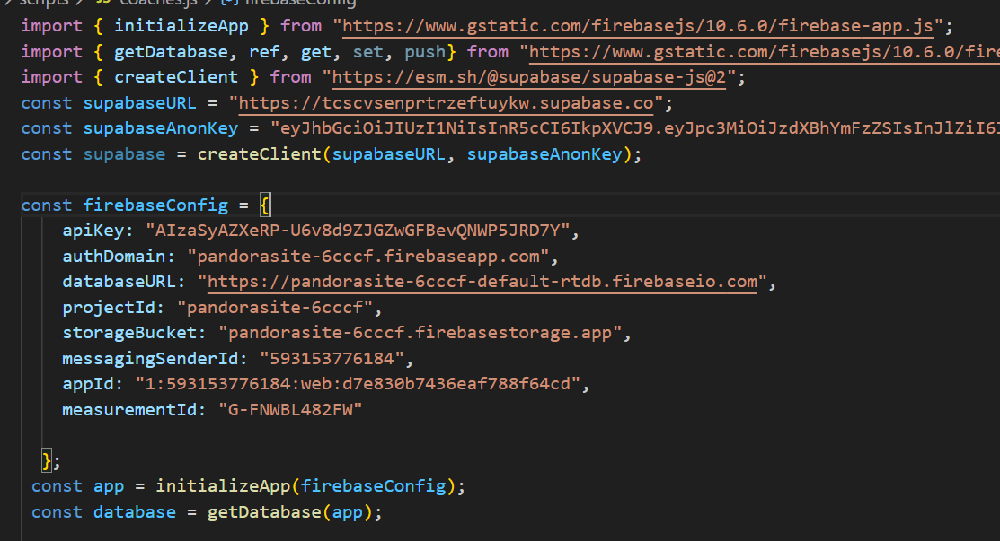 scripts > JS coaches.js > firebaseConfig
import { initializeApp } from "https://www.gstatic.com/firebasejs/10.6.0/firebase-app.js";
import { getDatabase, ref, get, set, push} from "https://www.gstatic.com/firebasejs/10.6.0/fire
import { createClient } from "https://esm.sh/@supabase/supabase-js@2";
const supabaseURL = "https://tcscvsenprtrzeftuykw.supabase.co";
const supabaseAnonKey = "eyJhbGciOiJIUzI1NiIsInR5cCI6IkpXVCJ9.eyJpc3MiOiJzdXBhYmFzZSIsInJlZiI6I
const supabase = createClient(supabaseURL, supabaseAnonKey);
const firebaseConfig = {
apiKey: "AIzaSyAZXeRP-U6v8d9ZJGZwGFBevQNWP5JRD7Y",
authDomain: "pandorasite-6cccf.firebaseapp.com",
databaseURL: "https://pandorasite-6cccf-default-rtdb.firebaseio.com",
projectId: "pandorasite-6cccf",
storageBucket: "pandorasite-6cccf.firebasestorage.app",
messagingSenderId: "593153776184",
appId: "1:593153776184:web:d7e830b7436eaf788f64cd",
measurementId: "G-FNWBL482FW"
};
const app = initializeApp(firebaseConfig);
const database = getDatabase(app);